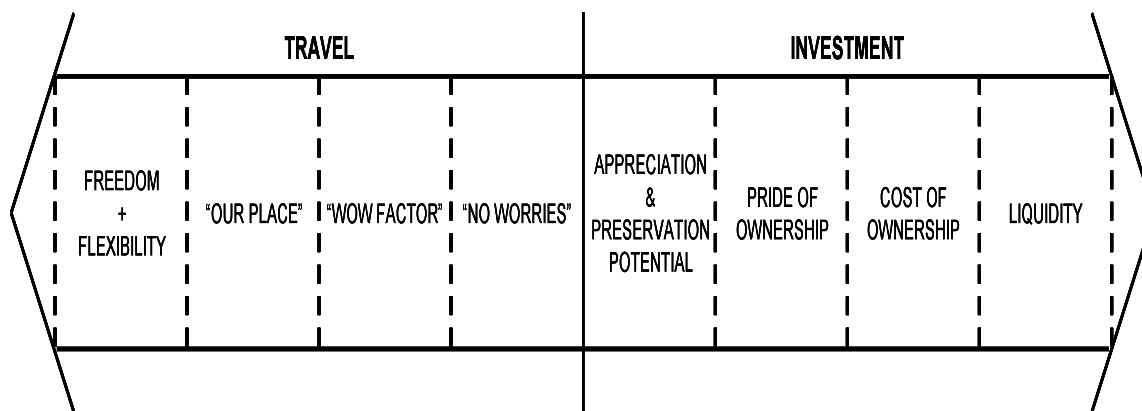 TRAVEL
INVESTMENT
FREEDOM
+
FLEXIBILITY
“OUR PLACE”
“WOW FACTOR”
“NO WORRIES”
APPRECIATION
&
PRESERVATION
POTENTIAL
PRIDE OF
OWNERSHIP
COST OF
OWNERSHIP
LIQUIDITY